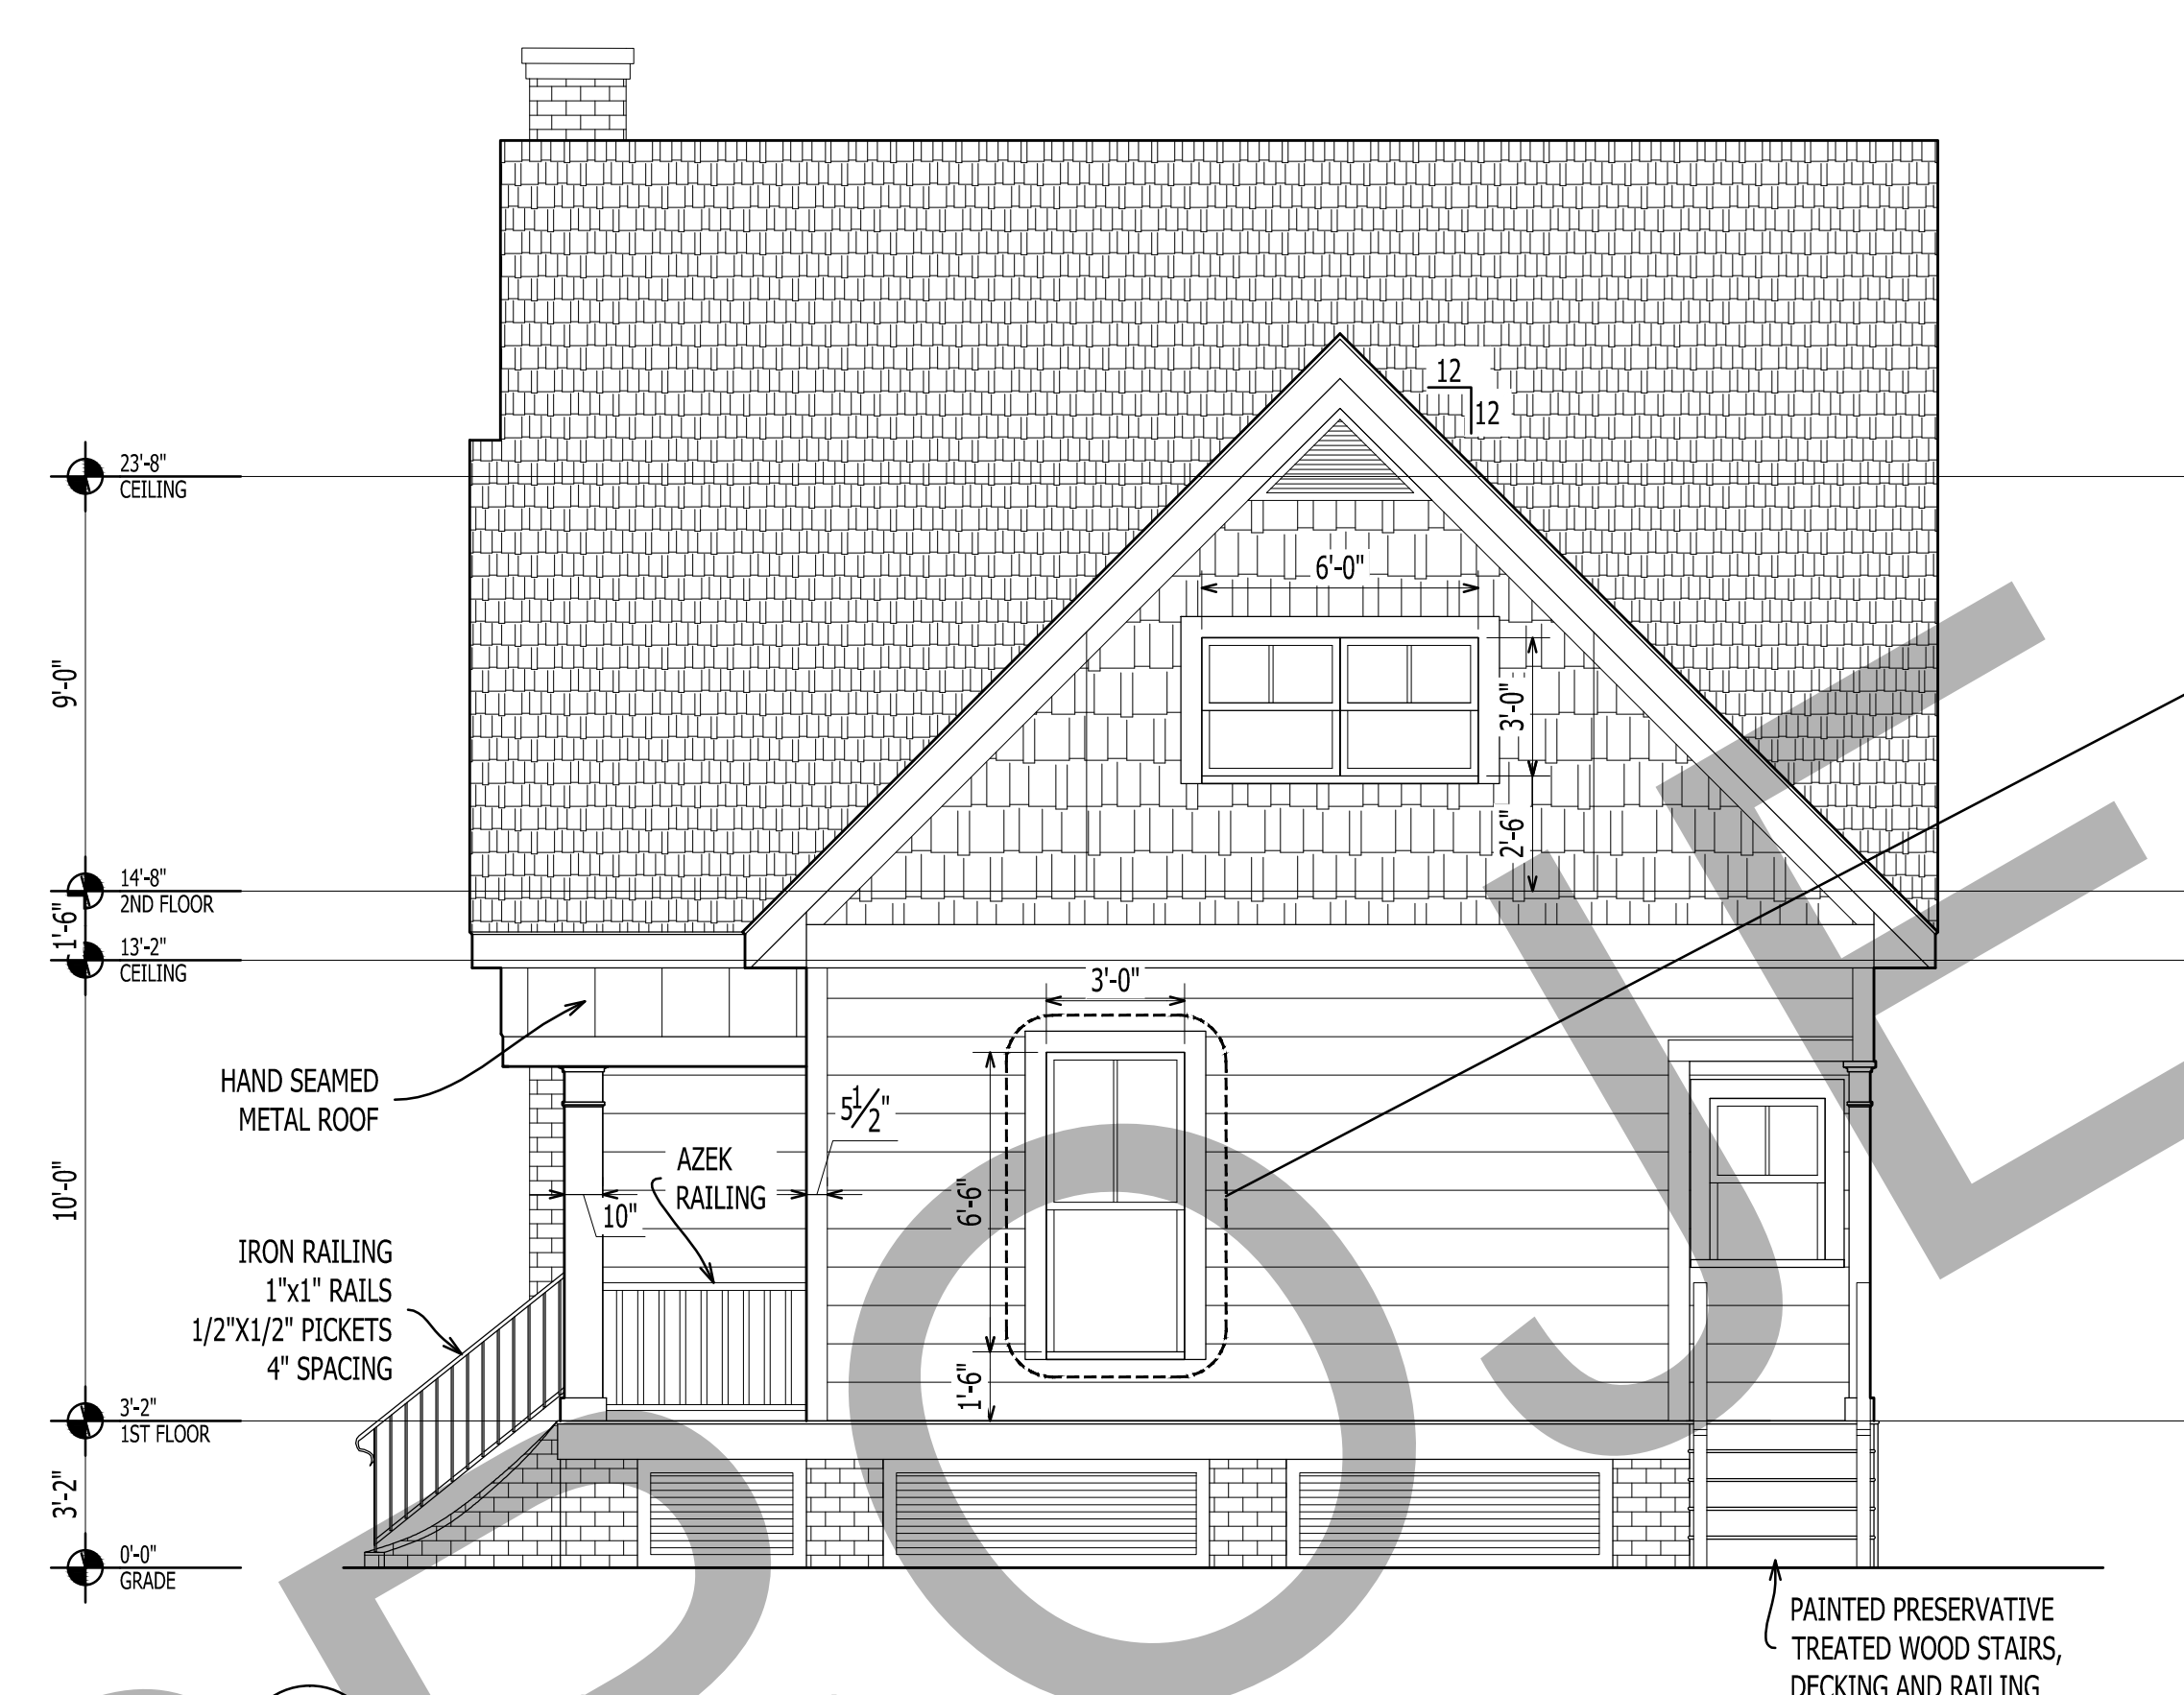 12
12
23'-8"
CEILING
6'-0"
9'-0"
3'-0"
2'-6"
14'-8"
2ND FLOOR
1'-6"
13'-2"
CEILING
3'-0"
HAND SEAMED
METAL ROOF
5 1/2"
AZEK
RAILING
10'-0"
6'-6"
10"
IRON RAILING
1"x1" RAILS
1/2"X1/2" PICKETS
4" SPACING
1'-6"
3'-2"
1ST FLOOR
3'-2"
0'-0"
GRADE
PAINTED PRESERVATIVE
TREATED WOOD STAIRS,
DECKING AND RAILING